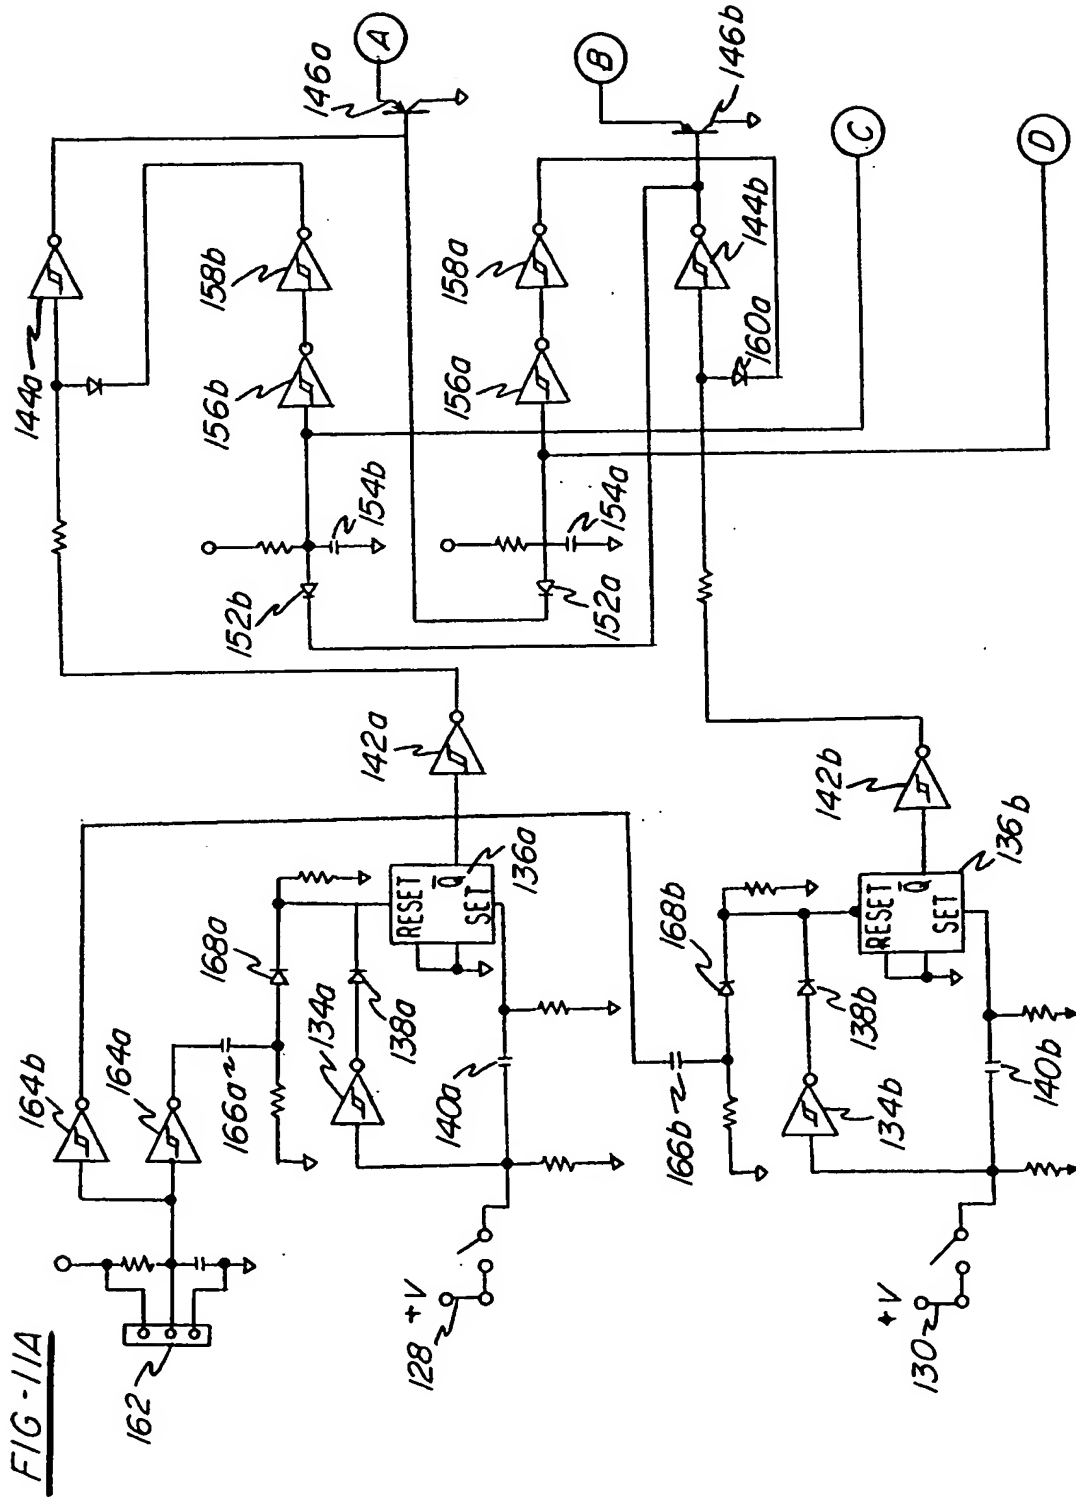 FIG-11A
162
164b
164a
166a
168a
134a
138a
RESET
Q̅
SET
136a
140a
128
+V
142a
144a
146a
A
152b
154b
156b
158b
152a
154a
156a
158a
B
146b
144b
160a
C
D
142b
166b
168b
134b
138b
RESET
Q̅
SET
136b
140b
130
+V